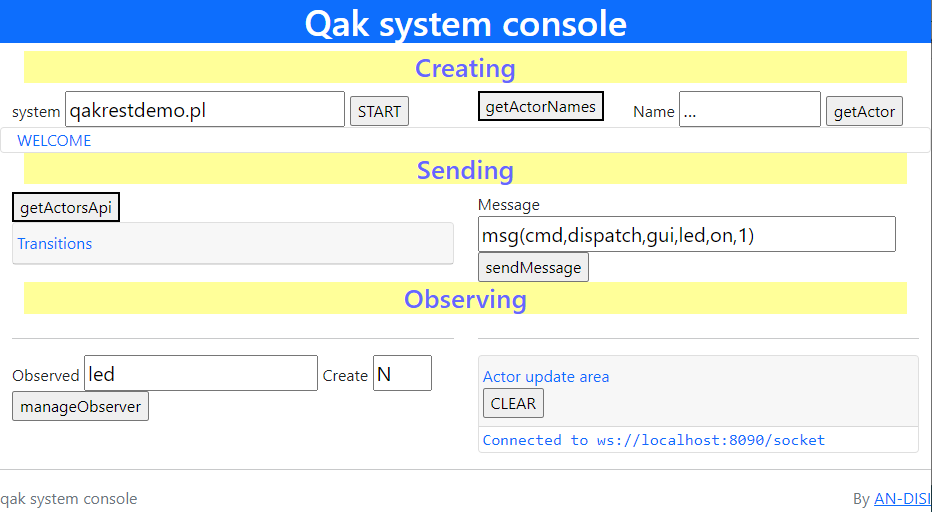 Qak system console
Creating
system qakrestdemo.pl START getActorNames Name ... getActor
WELCOME
Sending
getActorsApi Message
Transitions msg(cmd,dispatch,gui,led,on,1)
sendMessage
Observing
Observed led Create N Actor update area
manageObserver CLEAR
Connected to ws://localhost:8090/socket
qak system console By AN-DISI